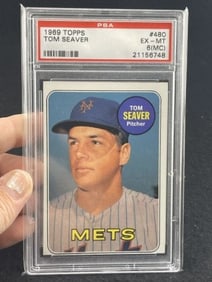 PSA
1969 TOPPS #480
TOM SEAVER EX - MT
6(MC)
21156748
TOM
SEAVER
Pitcher
METS